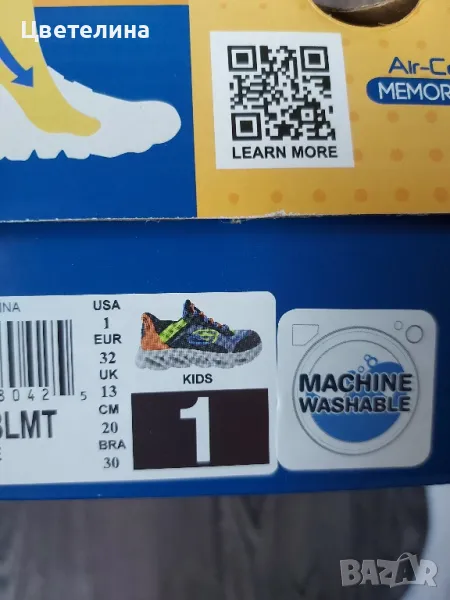 Цветелина
LEARN MORE
Air-Co
MEMOR
INA
USA
1
EUR
32
UK
13
CM
20
BRA
30
8042 5
BLMT
E
KIDS
1
MACHINE
WASHABLE
BAZAR